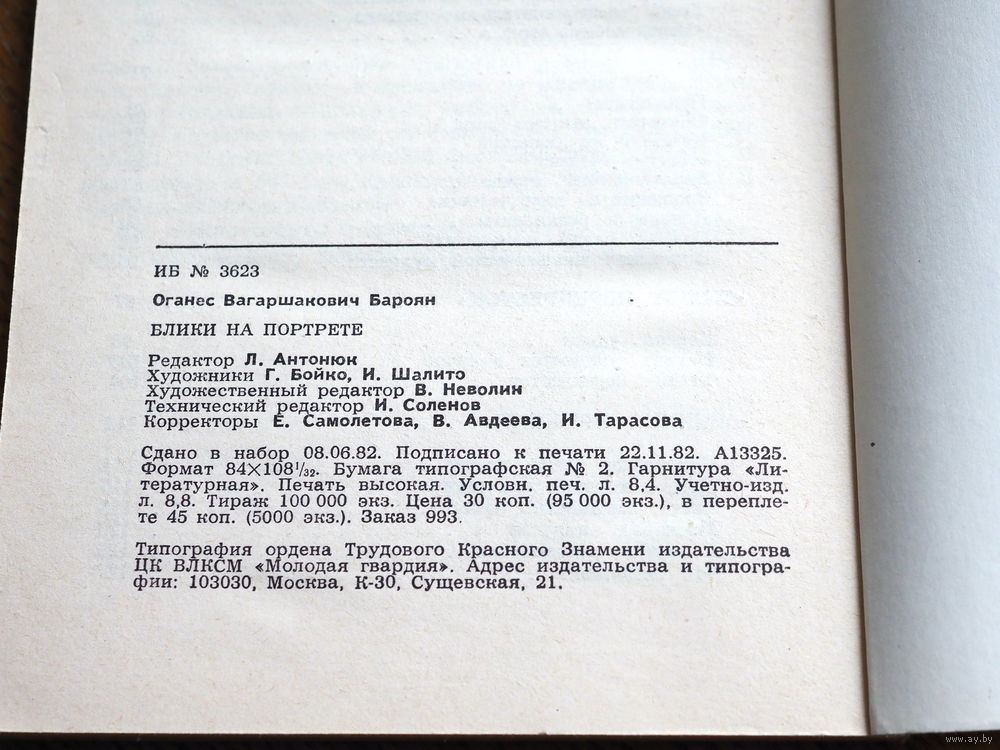 ИБ № 3623
Оганес Вагаршакович Бароян
БЛИКИ НА ПОРТРЕТЕ
Редактор Л. Антонюк
Художники Г. Бойко, И. Шалито
Художественный редактор В. Неволин
Технический редактор И. Соленов
Корректоры Е. Самолетова, В. Авдеева, И. Тарасова
Сдано в набор 08.06.82. Подписано к печати 22.11.82. А13325.
Формат 84×108¹/₃₂. Бумага типографская № 2. Гарнитура «Ли-
тературная». Печать высокая. Условн. печ. л. 8,4. Учетно-изд.
л. 8,8. Тираж 100 000 экз. Цена 30 коп. (95 000 экз.), в перепле-
те 45 коп. (5000 экз.). Заказ 993.
Типография ордена Трудового Красного Знамени издательства
ЦК ВЛКСМ «Молодая гвардия». Адрес издательства и типогра-
фии: 103030, Москва, К-30, Сущевская, 21.
www.ay.by